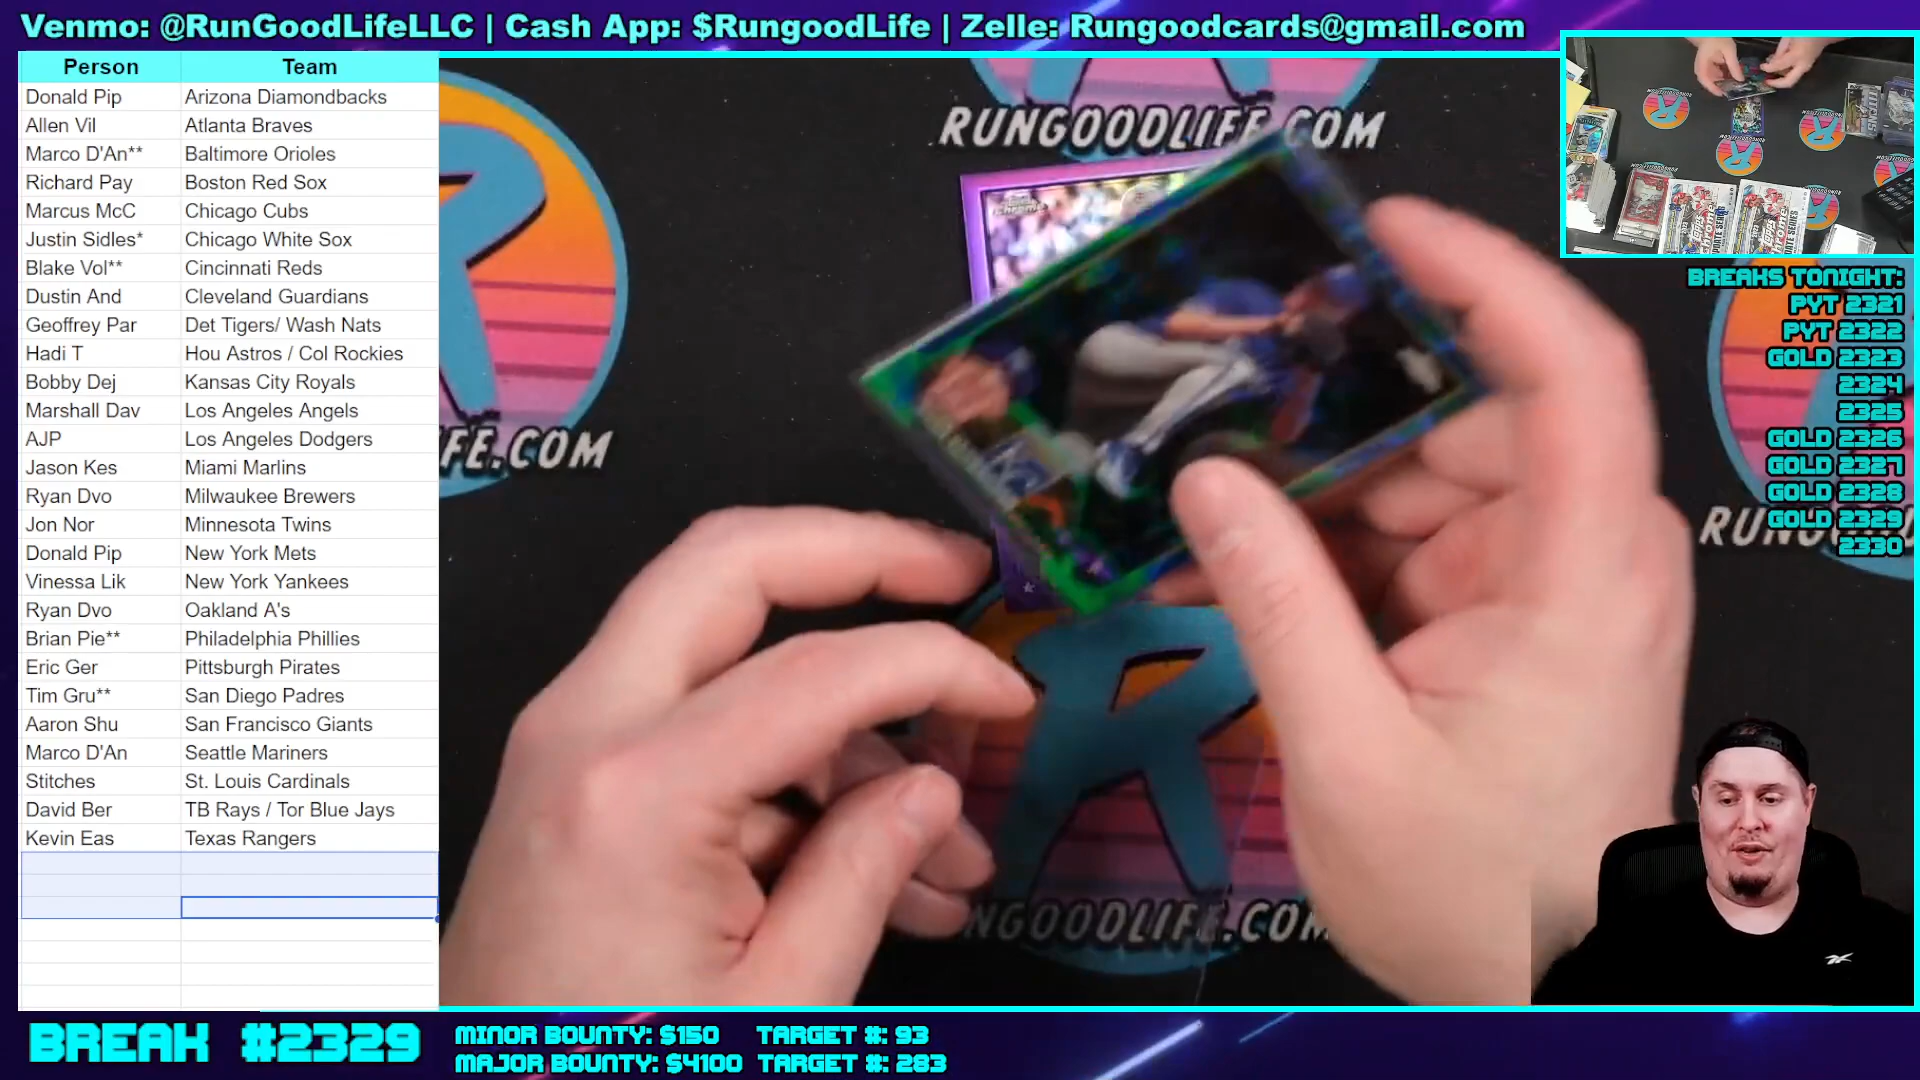 Venmo: @RunGoodLifeLLC | Cash App: $RungoodLife | Zelle: Rungoodcards@gmail.com
Person Team
Donald Pip Arizona Diamondbacks
Allen Vil Atlanta Braves
Marco D'An** Baltimore Orioles
Richard Pay Boston Red Sox
Marcus McC Chicago Cubs
Justin Sidles* Chicago White Sox
Blake Vol** Cincinnati Reds
Dustin And Cleveland Guardians
Geoffrey Par Det Tigers/ Wash Nats
Hadi T Hou Astros / Col Rockies
Bobby Dej Kansas City Royals
Marshall Dav Los Angeles Angels
AJP Los Angeles Dodgers
Jason Kes Miami Marlins
Ryan Dvo Milwaukee Brewers
Jon Nor Minnesota Twins
Donald Pip New York Mets
Vinessa Lik New York Yankees
Ryan Dvo Oakland A's
Brian Pie** Philadelphia Phillies
Eric Ger Pittsburgh Pirates
Tim Gru** San Diego Padres
Aaron Shu San Francisco Giants
Marco D'An Seattle Mariners
Stitches St. Louis Cardinals
David Ber TB Rays / Tor Blue Jays
Kevin Eas Texas Rangers
RUNGOODLIFE.COM
FE.COM
RUNGO
NGOODLIFE.COM
BREAKS TONIGHT:
PYT 2321
PYT 2322
GOLD 2323
2324
2325
GOLD 2326
GOLD 2327
GOLD 2328
GOLD 2329
2330
BREAK #2329
MINOR BOUNTY: $150 TARGET #: 93
MAJOR BOUNTY: $4100 TARGET #: 283